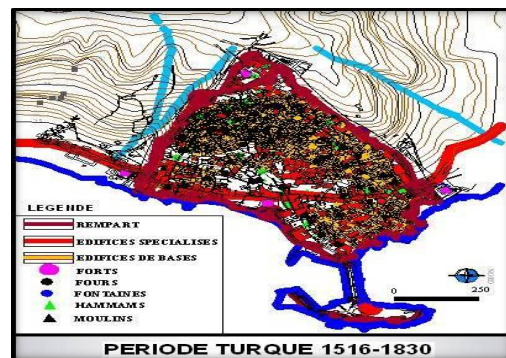 LEGENDE
REMPART
EDIFICES SPECIALISES
EDIFICES DE BASES
FORTS
FOURS
FONTAINES
HAMMAMS
MOULINS
0 250
PERIODE TURQUE 1516-1830